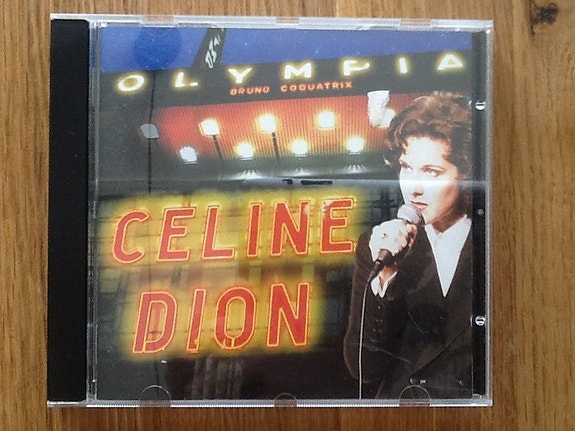 OLYMPIA
BRUNO COQUATRIX
CELINE
DION